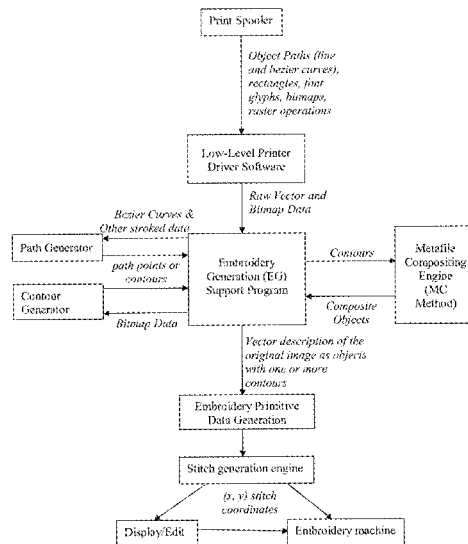 Print Spooler
Object Paths (line
and bezier curves),
rectangles, font
glyphs, bitmaps,
raster operations
Low-Level Printer
Driver Software
Raw Vector and
Bitmap Data
Bezier Curves &
Other stroked data
Path Generator
path points or
contours
Contour
Generator
Bitmap Data
Embroidery
Generation (EG)
Support Program
Contours
Composite
Objects
Metafile
Compositing
Engine
(MC
Method)
Vector description of the
original image as objects
with one or more
contours
Embroidery Primitive
Data Generation
Stitch generation engine
(x, y) stitch
coordinates
Display/Edit
Embroidery machine